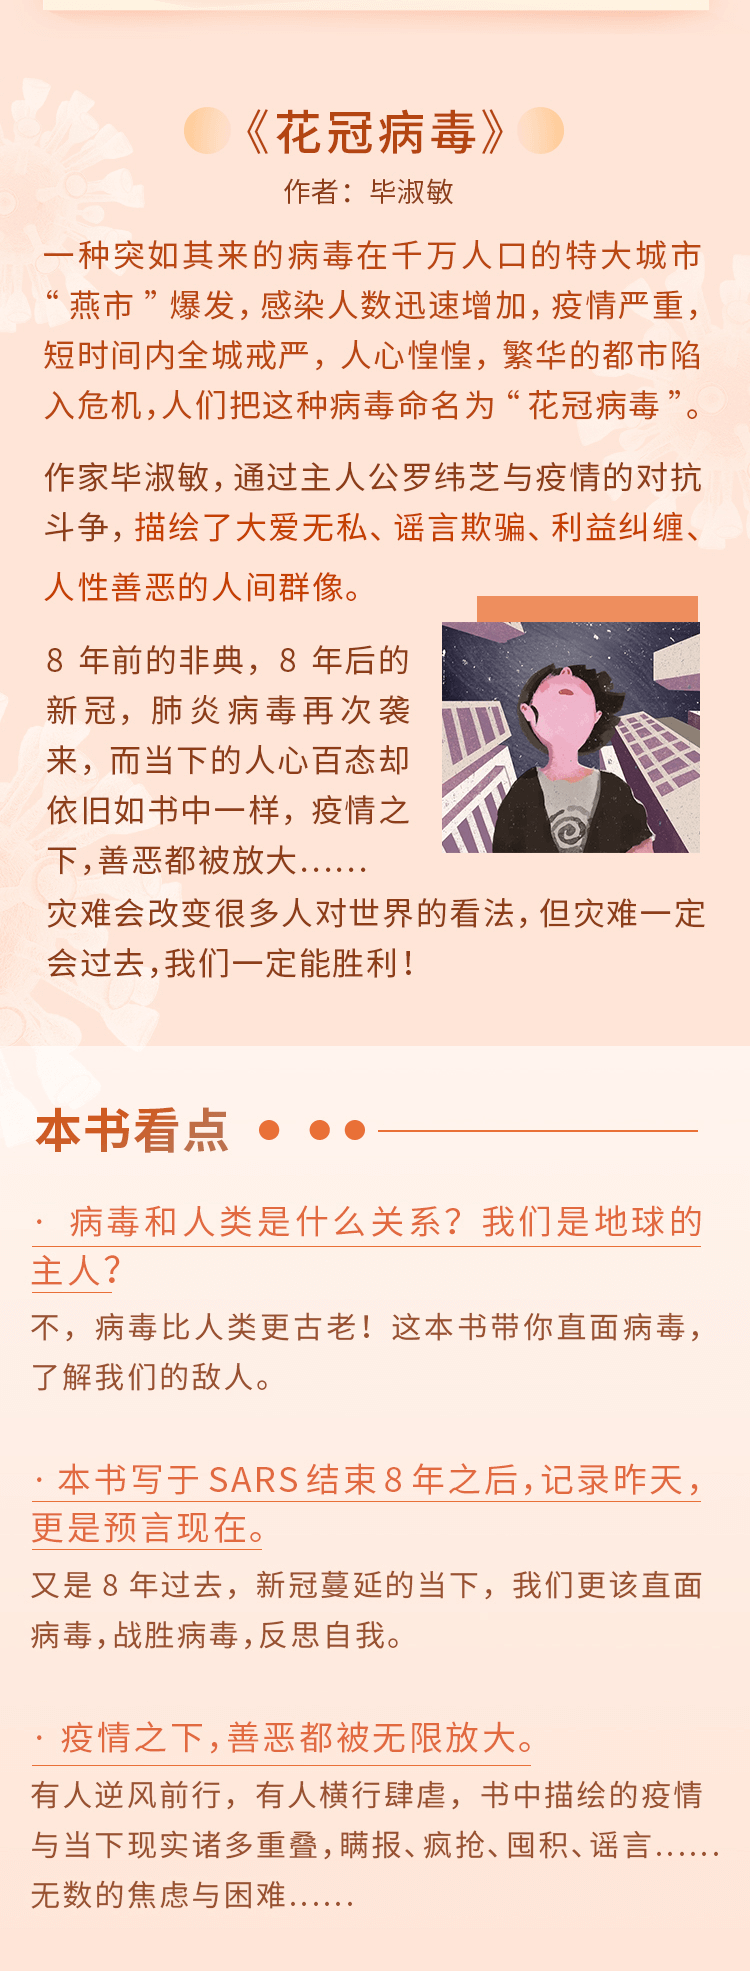 《花冠病毒》
作者：毕淑敏
一种突如其来的病毒在千万人口的特大城市
“燕市”爆发，感染人数迅速增加，疫情严重，
短时间内全城戒严，人心惶惶，繁华的都市陷
入危机，人们把这种病毒命名为“花冠病毒”。
作家毕淑敏，通过主人公罗纬芝与疫情的对抗
斗争，描绘了大爱无私、谣言欺骗、利益纠缠、
人性善恶的人间群像。
8 年前的非典，8 年后的
新冠，肺炎病毒再次袭
来，而当下的人心百态却
依旧如书中一样，疫情之
下，善恶都被放大……
灾难会改变很多人对世界的看法，但灾难一定
会过去，我们一定能胜利！
本书看点
· 病毒和人类是什么关系？我们是地球的
主人？
不，病毒比人类更古老！这本书带你直面病毒，
了解我们的敌人。
· 本书写于 SARS 结束 8 年之后，记录昨天，
更是预言现在。
又是 8 年过去，新冠蔓延的当下，我们更该直面
病毒，战胜病毒，反思自我。
· 疫情之下，善恶都被无限放大。
有人逆风前行，有人横行肆虐，书中描绘的疫情
与当下现实诸多重叠，瞒报、疯抢、囤积、谣言……
无数的焦虑与困难……